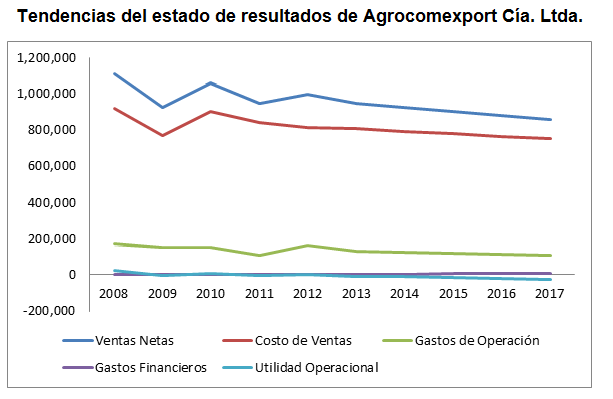 Tendencias del estado de resultados de Agrocomexport Cía. Ltda.
1,200,000
1,000,000
800,000
600,000
400,000
200,000
0
-200,000
2008 2009 2010 2011 2012 2013 2014 2015 2016 2017
Ventas Netas Costo de Ventas Gastos de Operación
Gastos Financieros Utilidad Operacional